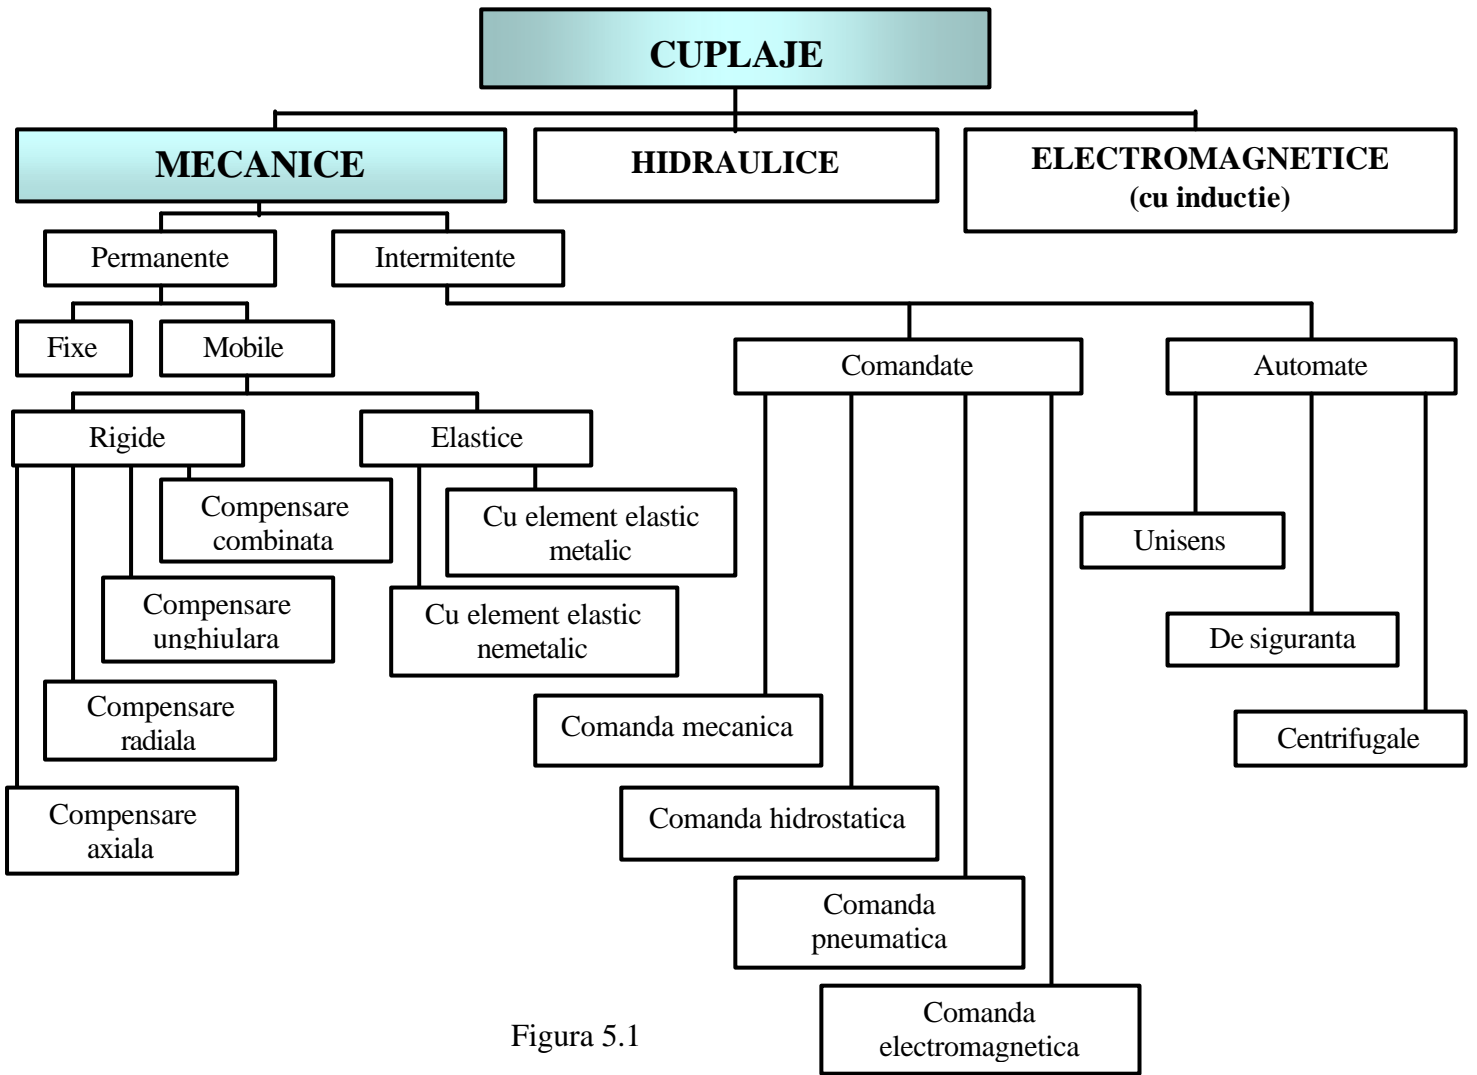 CUPLAJE
MECANICE
HIDRAULICE
ELECTROMAGNETICE
(cu inductie)
Permanente
Intermitente
Fixe
Mobile
Comandate
Automate
Rigide
Elastice
Compensare
combinata
Cu element elastic
metalic
Unisens
Compensare
unghiulara
Cu element elastic
nemetalic
De siguranta
Compensare
radiala
Comanda mecanica
Centrifugale
Compensare
axiala
Comanda hidrostatica
Comanda
pneumatica
Comanda
electromagnetica
Figura 5.1